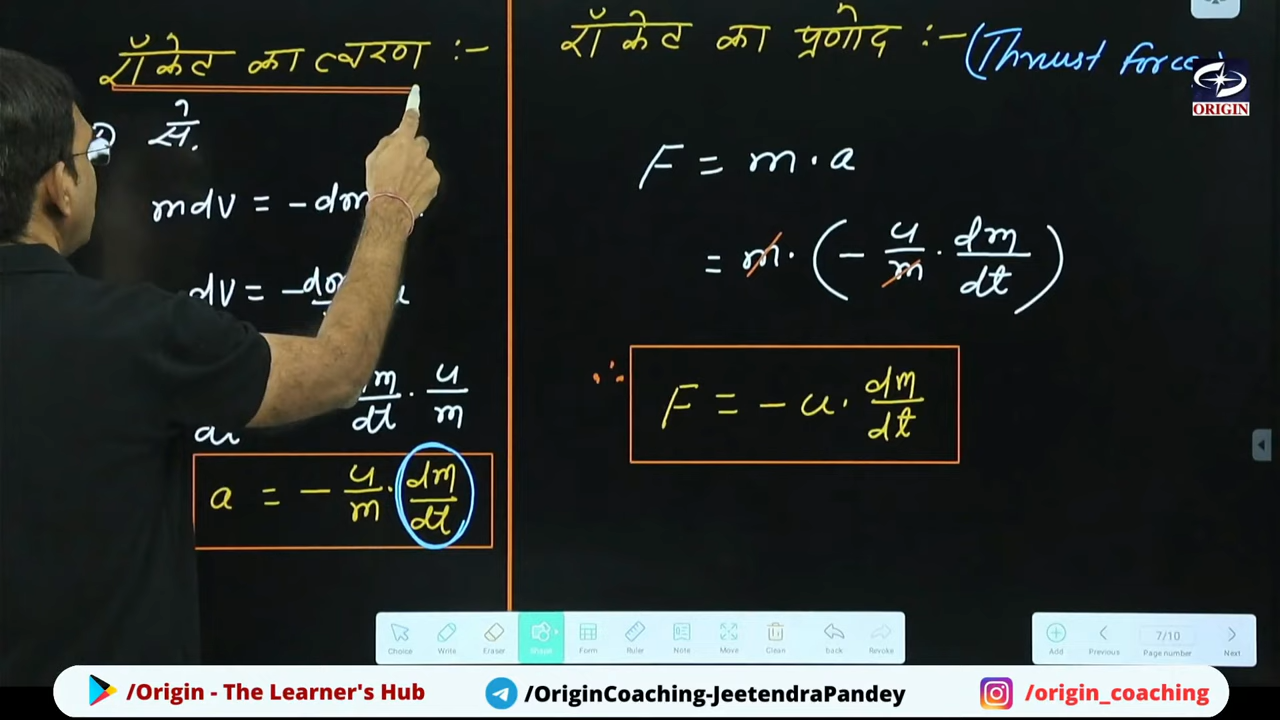 रॉकेट का त्वरण :-
स.
mdv = -dm
dv = -dm u
dm/dt · u/m
a = - u/m · dm/dt
रॉकेट का प्रणोद :- (Thrust force
F = m · a
= m · (- u/m · dm/dt)
∴ F = - u · dm/dt
ORIGIN
Choice Write Eraser Shape Form Ruler Note Move Clean back Revoke
Add Previous 7/10 Page number Next
/Origin - The Learner's Hub
/OriginCoaching-JeetendraPandey
/origin_coaching